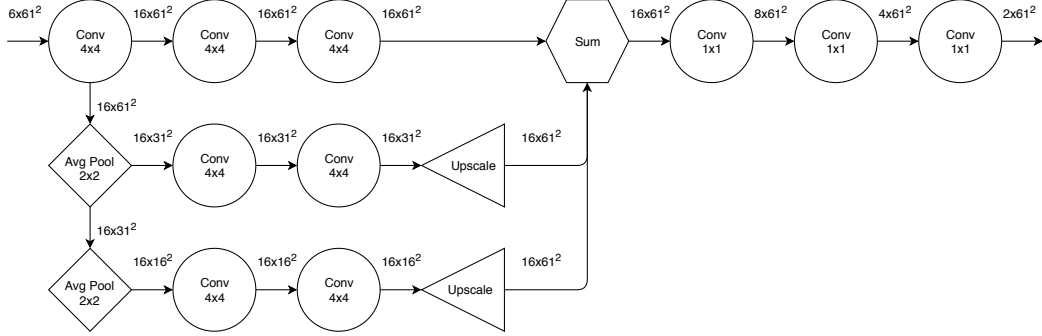 6x61² 16x61² 16x61² 16x61² 16x61² 8x61² 4x61² 2x61²
Conv
4x4
Conv
4x4
Conv
4x4
Sum
Conv
1x1
Conv
1x1
Conv
1x1
16x61²
16x31² 16x31² 16x31² 16x61²
Avg Pool
2x2
Conv
4x4
Conv
4x4
Upscale
16x31²
16x16² 16x16² 16x16² 16x61²
Avg Pool
2x2
Conv
4x4
Conv
4x4
Upscale